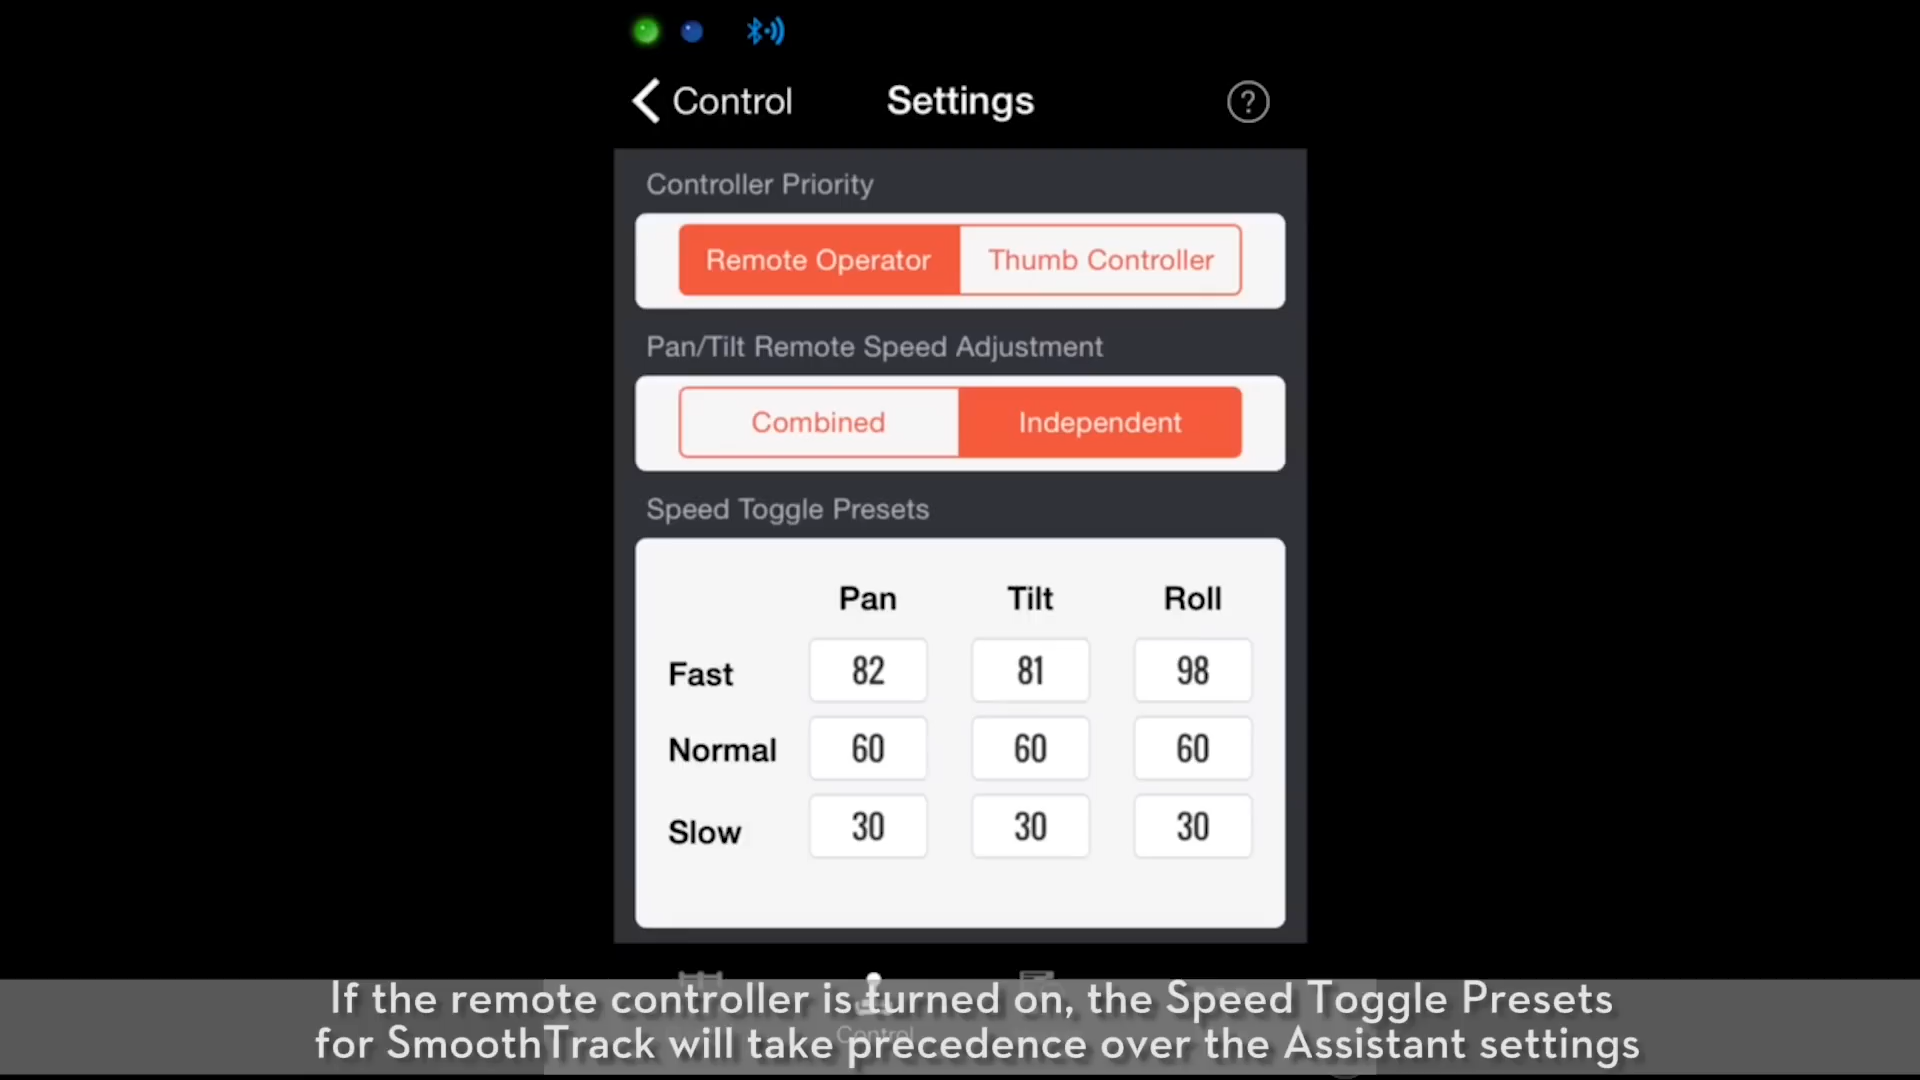 Control
Settings
?
Controller Priority
Remote Operator
Thumb Controller
Pan/Tilt Remote Speed Adjustment
Combined
Independent
Speed Toggle Presets
Pan Tilt Roll
Fast 82 81 98
Normal 60 60 60
Slow 30 30 30
Control
If the remote controller is turned on, the Speed Toggle Presets
for SmoothTrack will take precedence over the Assistant settings